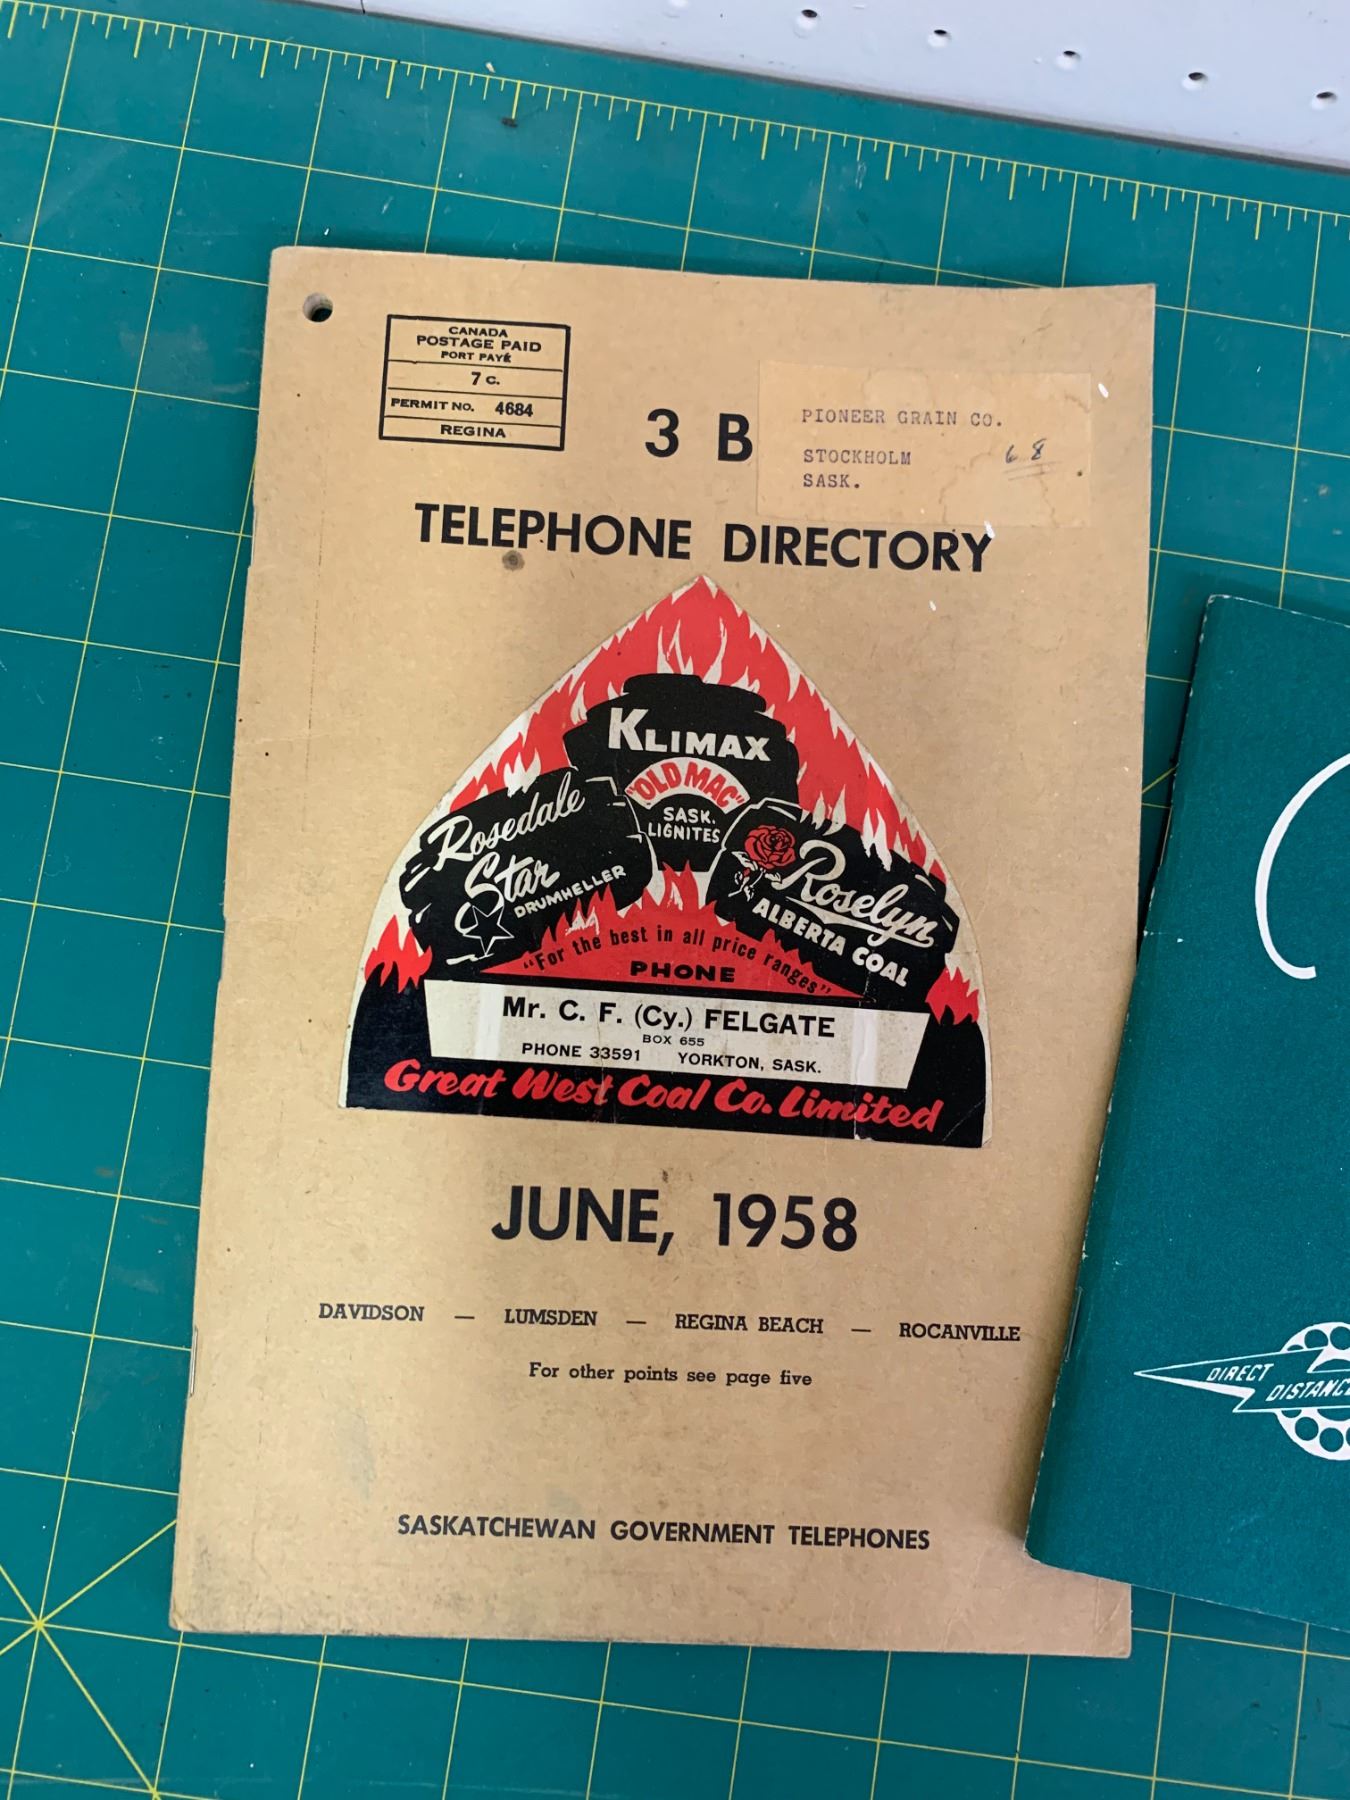 CANADA
POSTAGE PAID
PORT PAYÉ
7 c.
PERMIT NO. 4684
REGINA
3 B
PIONEER GRAIN CO.
STOCKHOLM 68
SASK.
TELEPHONE DIRECTORY
KLIMAX
"OLD MAC"
SASK.
LIGNITES
Rosedale
Star
DRUMHELLER
Roselyn
ALBERTA COAL
"For the best in all price ranges"
PHONE
Mr. C. F. (Cy.) FELGATE
BOX 655
PHONE 33591 YORKTON, SASK.
Great West Coal Co. Limited
JUNE, 1958
DAVIDSON — LUMSDEN — REGINA BEACH — ROCANVILLE
For other points see page five
SASKATCHEWAN GOVERNMENT TELEPHONES
DIRECT
DISTANC